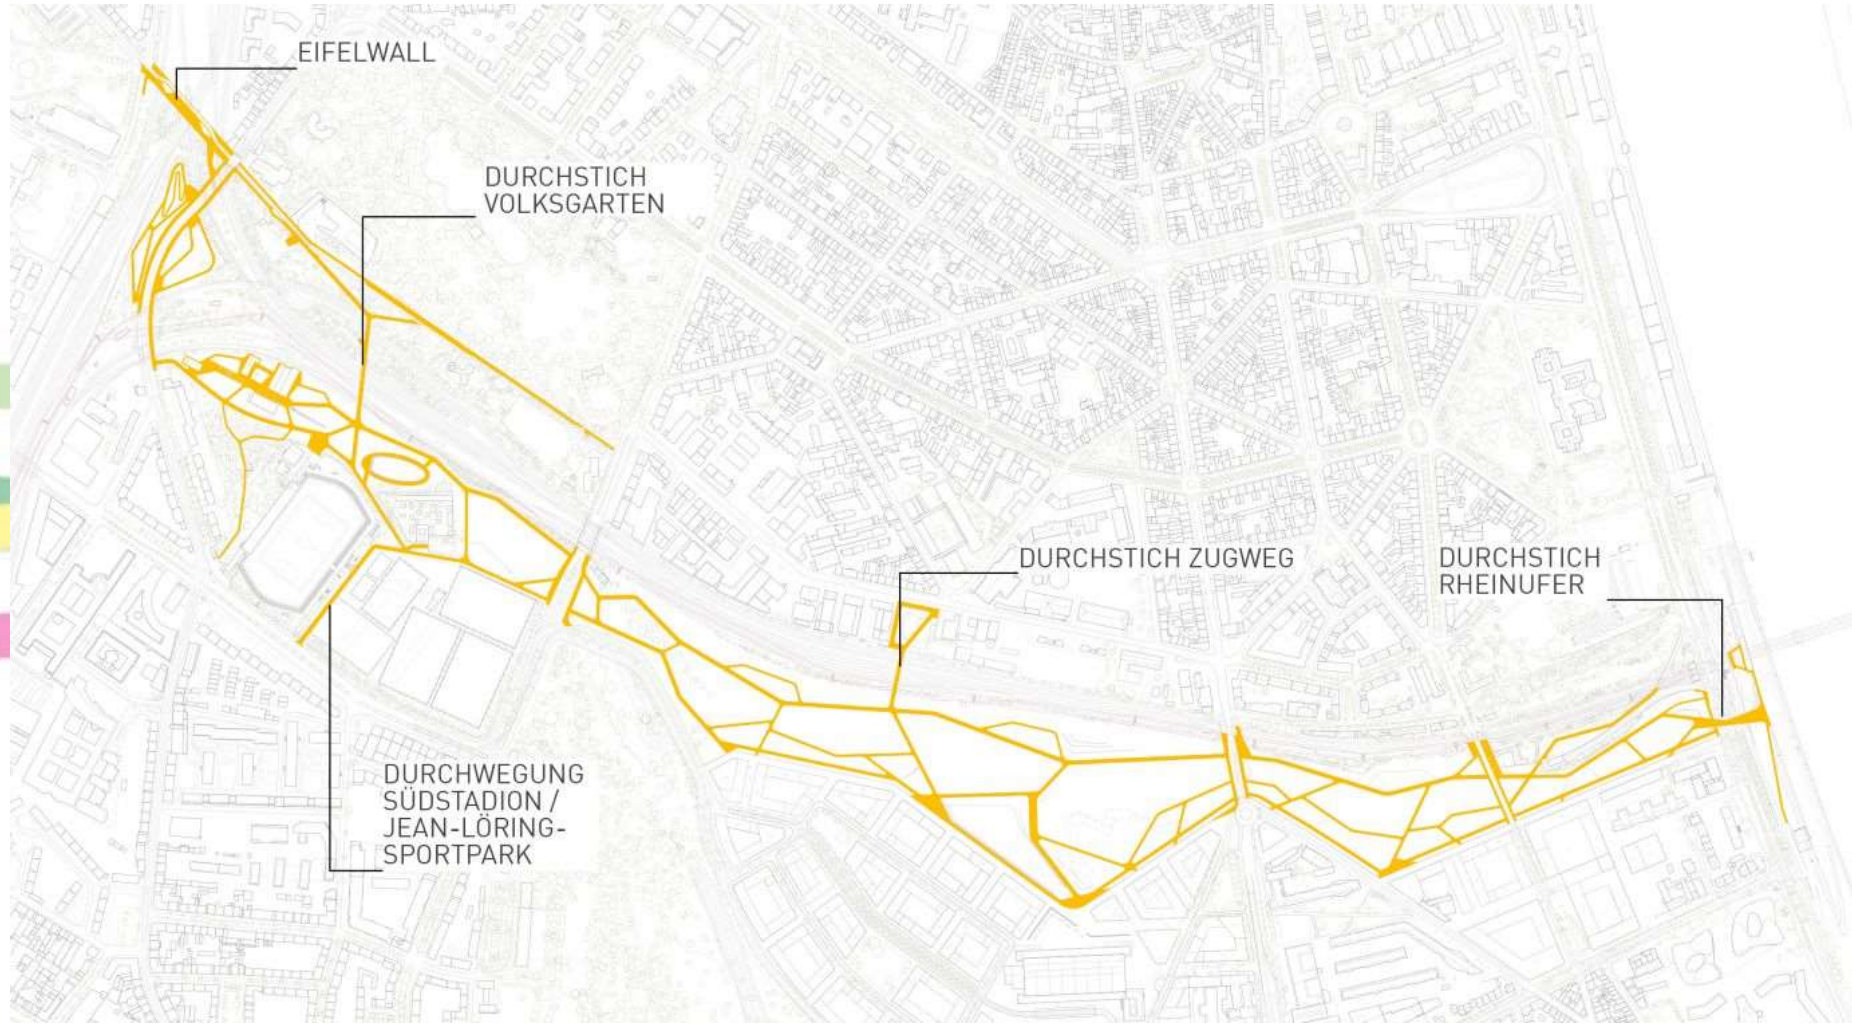 EIFELWALL
DURCHSTICH
VOLKSGARTEN
DURCHSTICH ZUGWEG
DURCHSTICH
RHEINUFER
DURCHWEGUNG
SÜDSTADION /
JEAN-LÖRING-
SPORTPARK